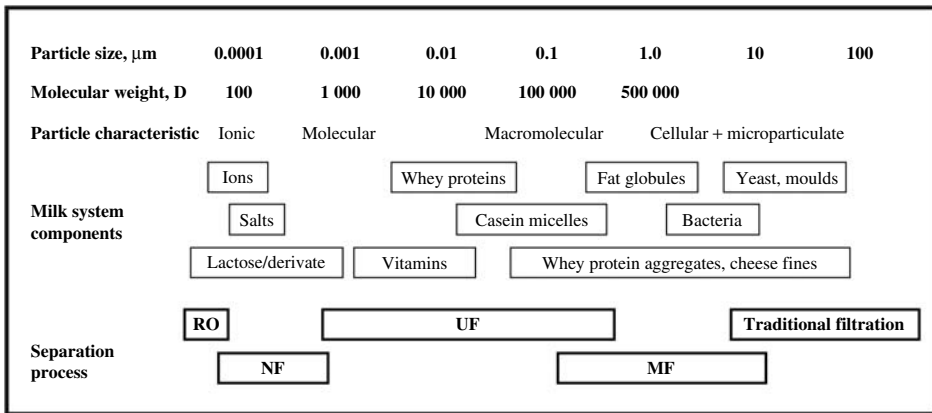 Particle size, μm 0.0001 0.001 0.01 0.1 1.0 10 100
Molecular weight, D 100 1 000 10 000 100 000 500 000
Particle characteristic Ionic Molecular Macromolecular Cellular + microparticulate
Ions Whey proteins Fat globules Yeast, moulds
Milk system components Salts Casein micelles Bacteria
Lactose/derivate Vitamins Whey protein aggregates, cheese fines
RO UF Traditional filtration
Separation process NF MF